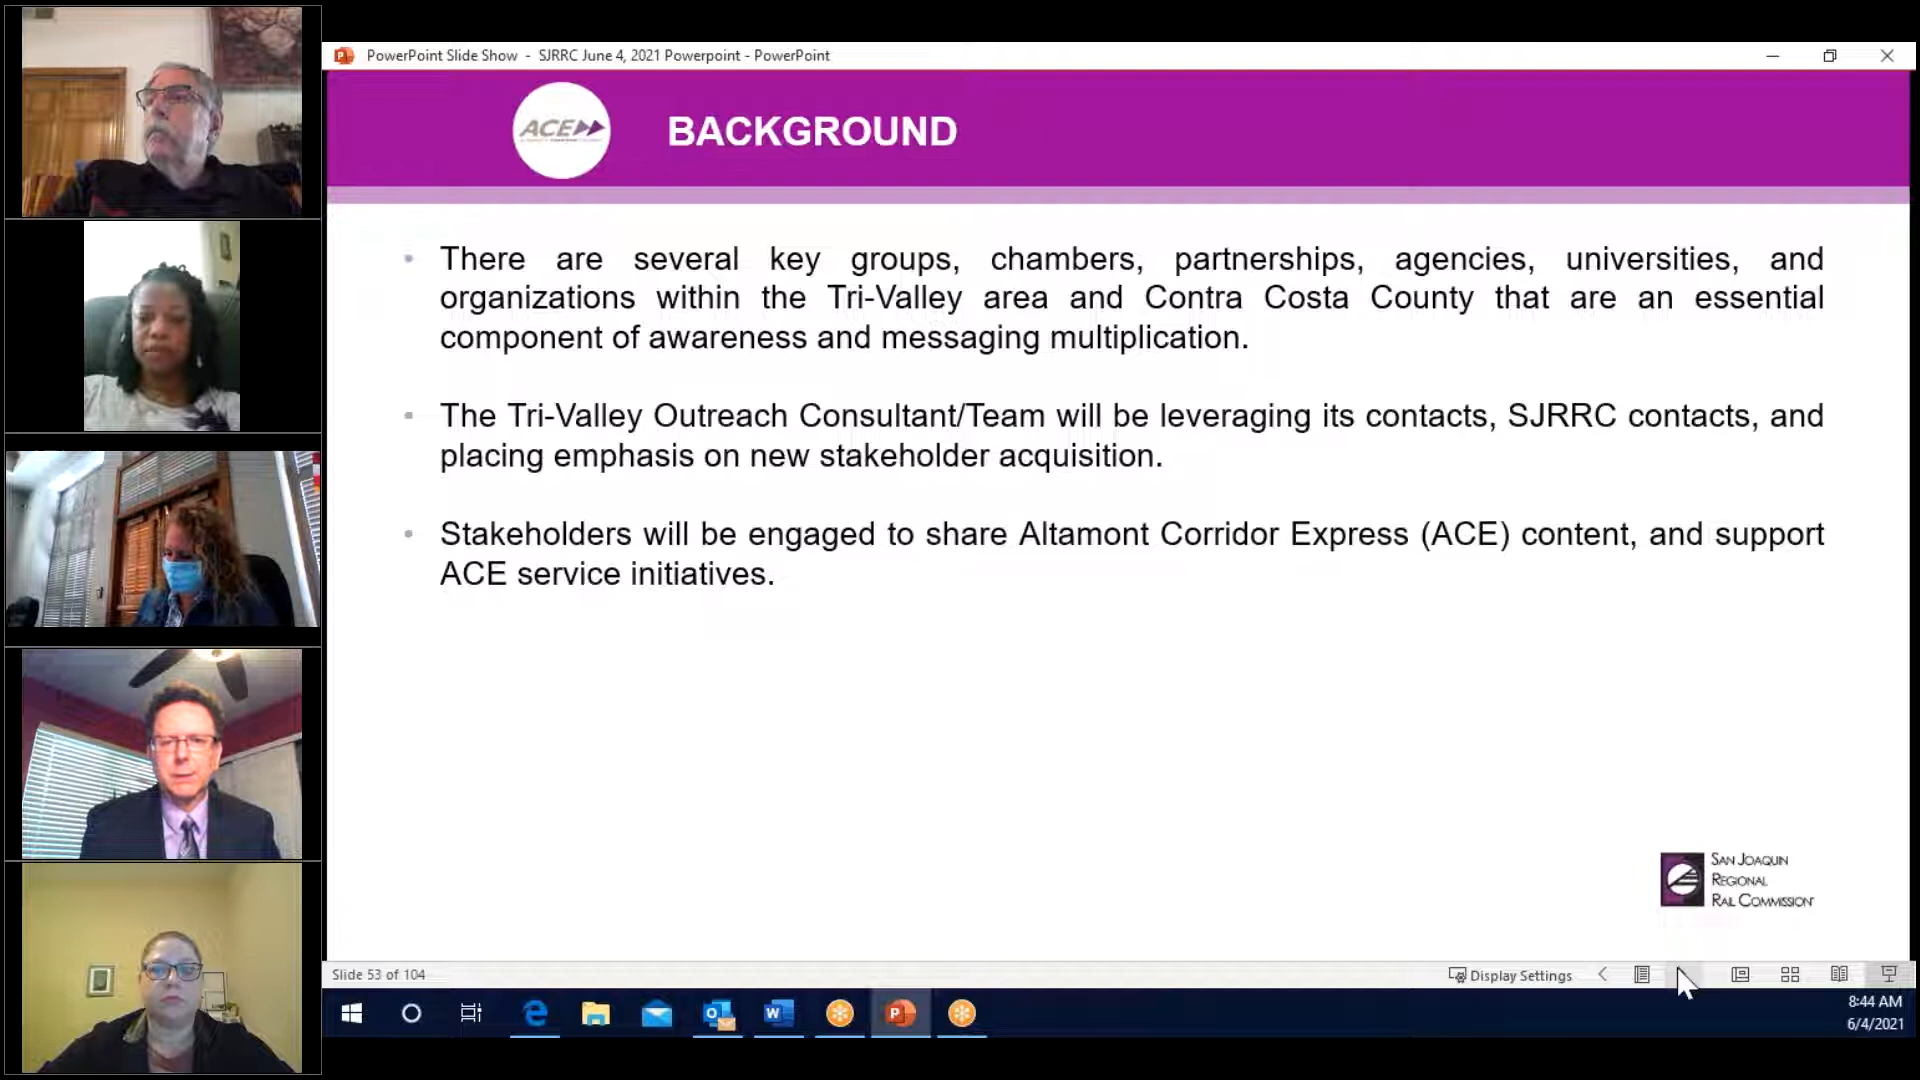 PowerPoint Slide Show - SJRRC June 4, 2021 Powerpoint - PowerPoint
ACE
BACKGROUND
There are several key groups, chambers, partnerships, agencies, universities, and
organizations within the Tri-Valley area and Contra Costa County that are an essential
component of awareness and messaging multiplication.
The Tri-Valley Outreach Consultant/Team will be leveraging its contacts, SJRRC contacts, and
placing emphasis on new stakeholder acquisition.
Stakeholders will be engaged to share Altamont Corridor Express (ACE) content, and support
ACE service initiatives.
SAN JOAQUIN
REGIONAL
RAIL COMMISSION
Slide 53 of 104
Display Settings
8:44 AM
6/4/2021